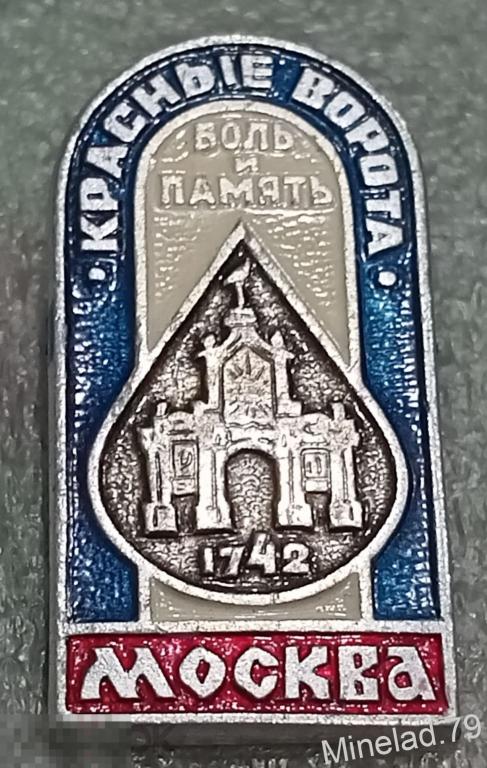 КРАСНЫЕ ВОРОТА
БОЛЬ
И
ПАМЯТЬ
1742
МОСКВА
Minelad.79